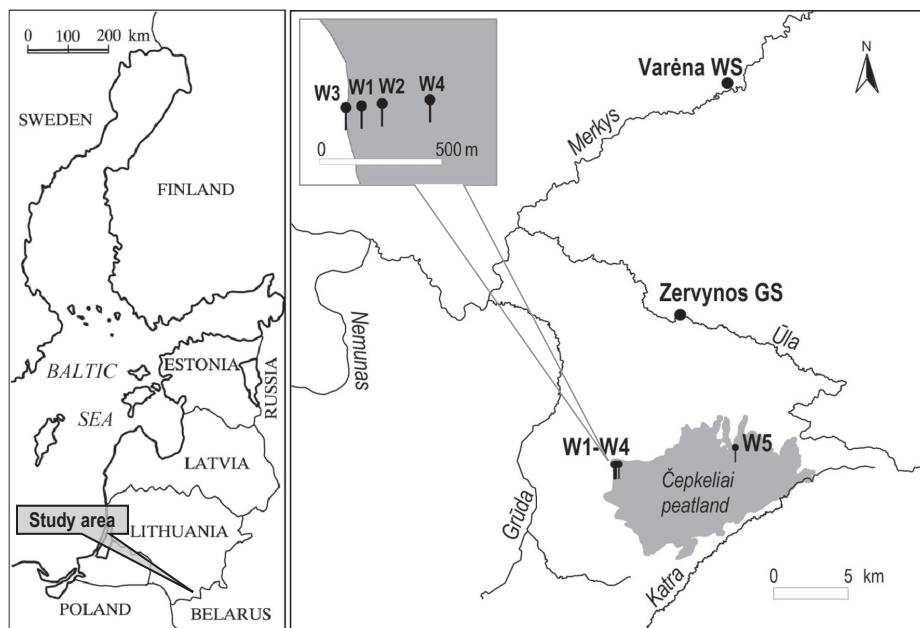 0 100 200 km
SWEDEN
FINLAND
BALTIC
SEA
ESTONIA
RUSSIA
LATVIA
Study area
LITHUANIA
POLAND
BELARUS
W3 W1 W2 W4
0 500 m
Varėna WS
N
Merkys
Zervynos GS
Nemunas
Ūla
W1-W4
W5
Čepkeliai
peatland
Grūda
Katra
0 5 km